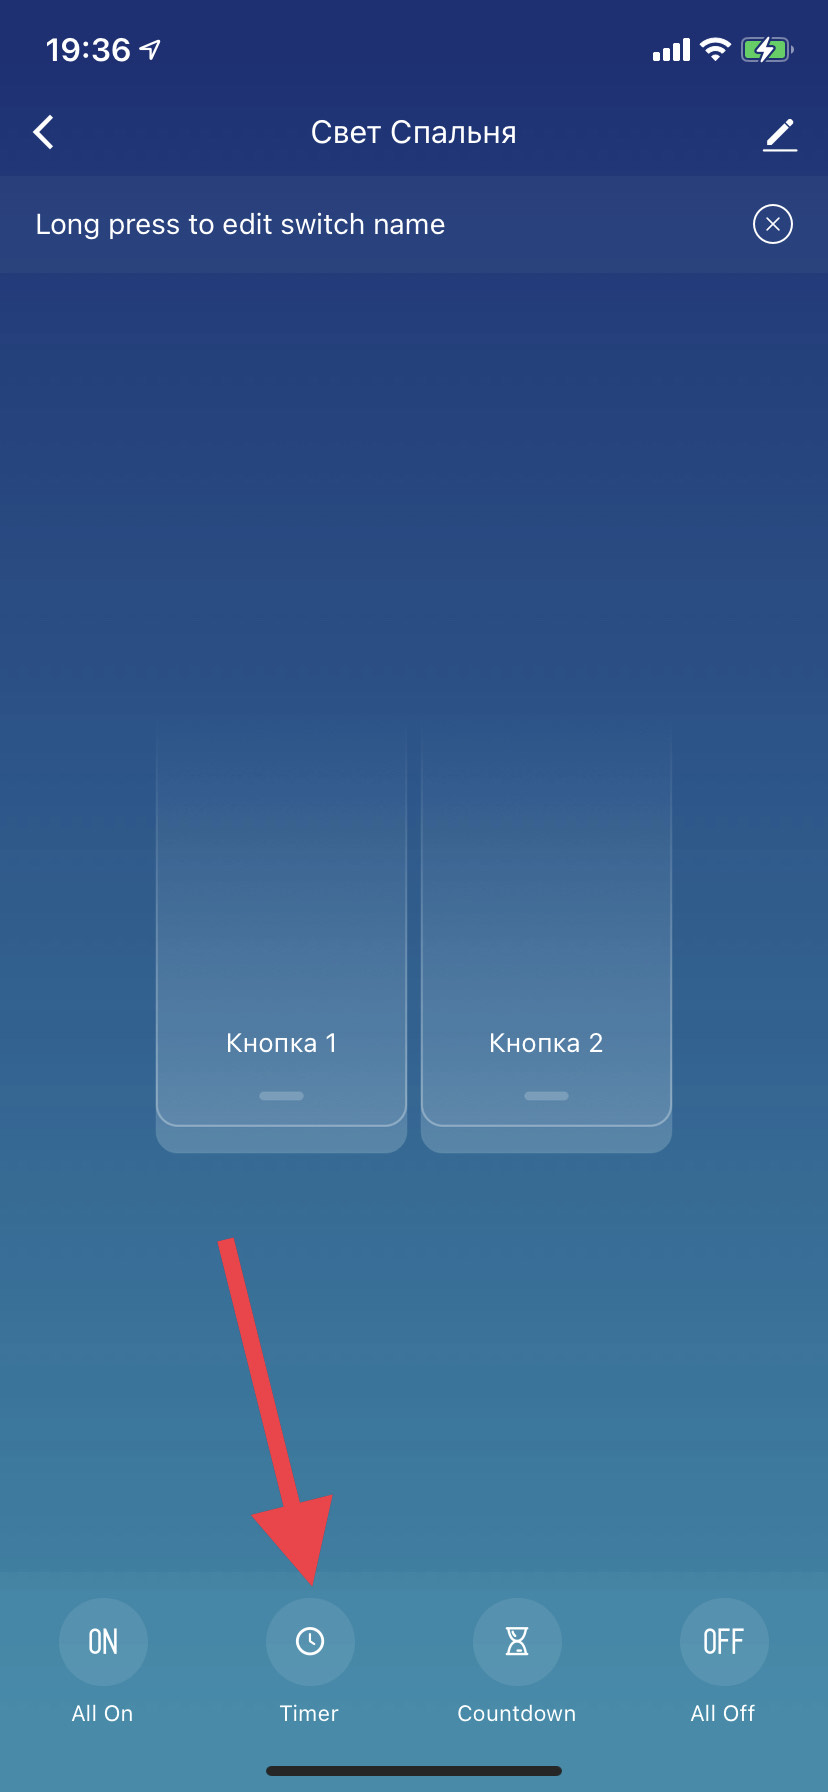 19:36
Свет Спальня
Long press to edit switch name
Кнопка 1
Кнопка 2
ON
OFF
All On
Timer
Countdown
All Off